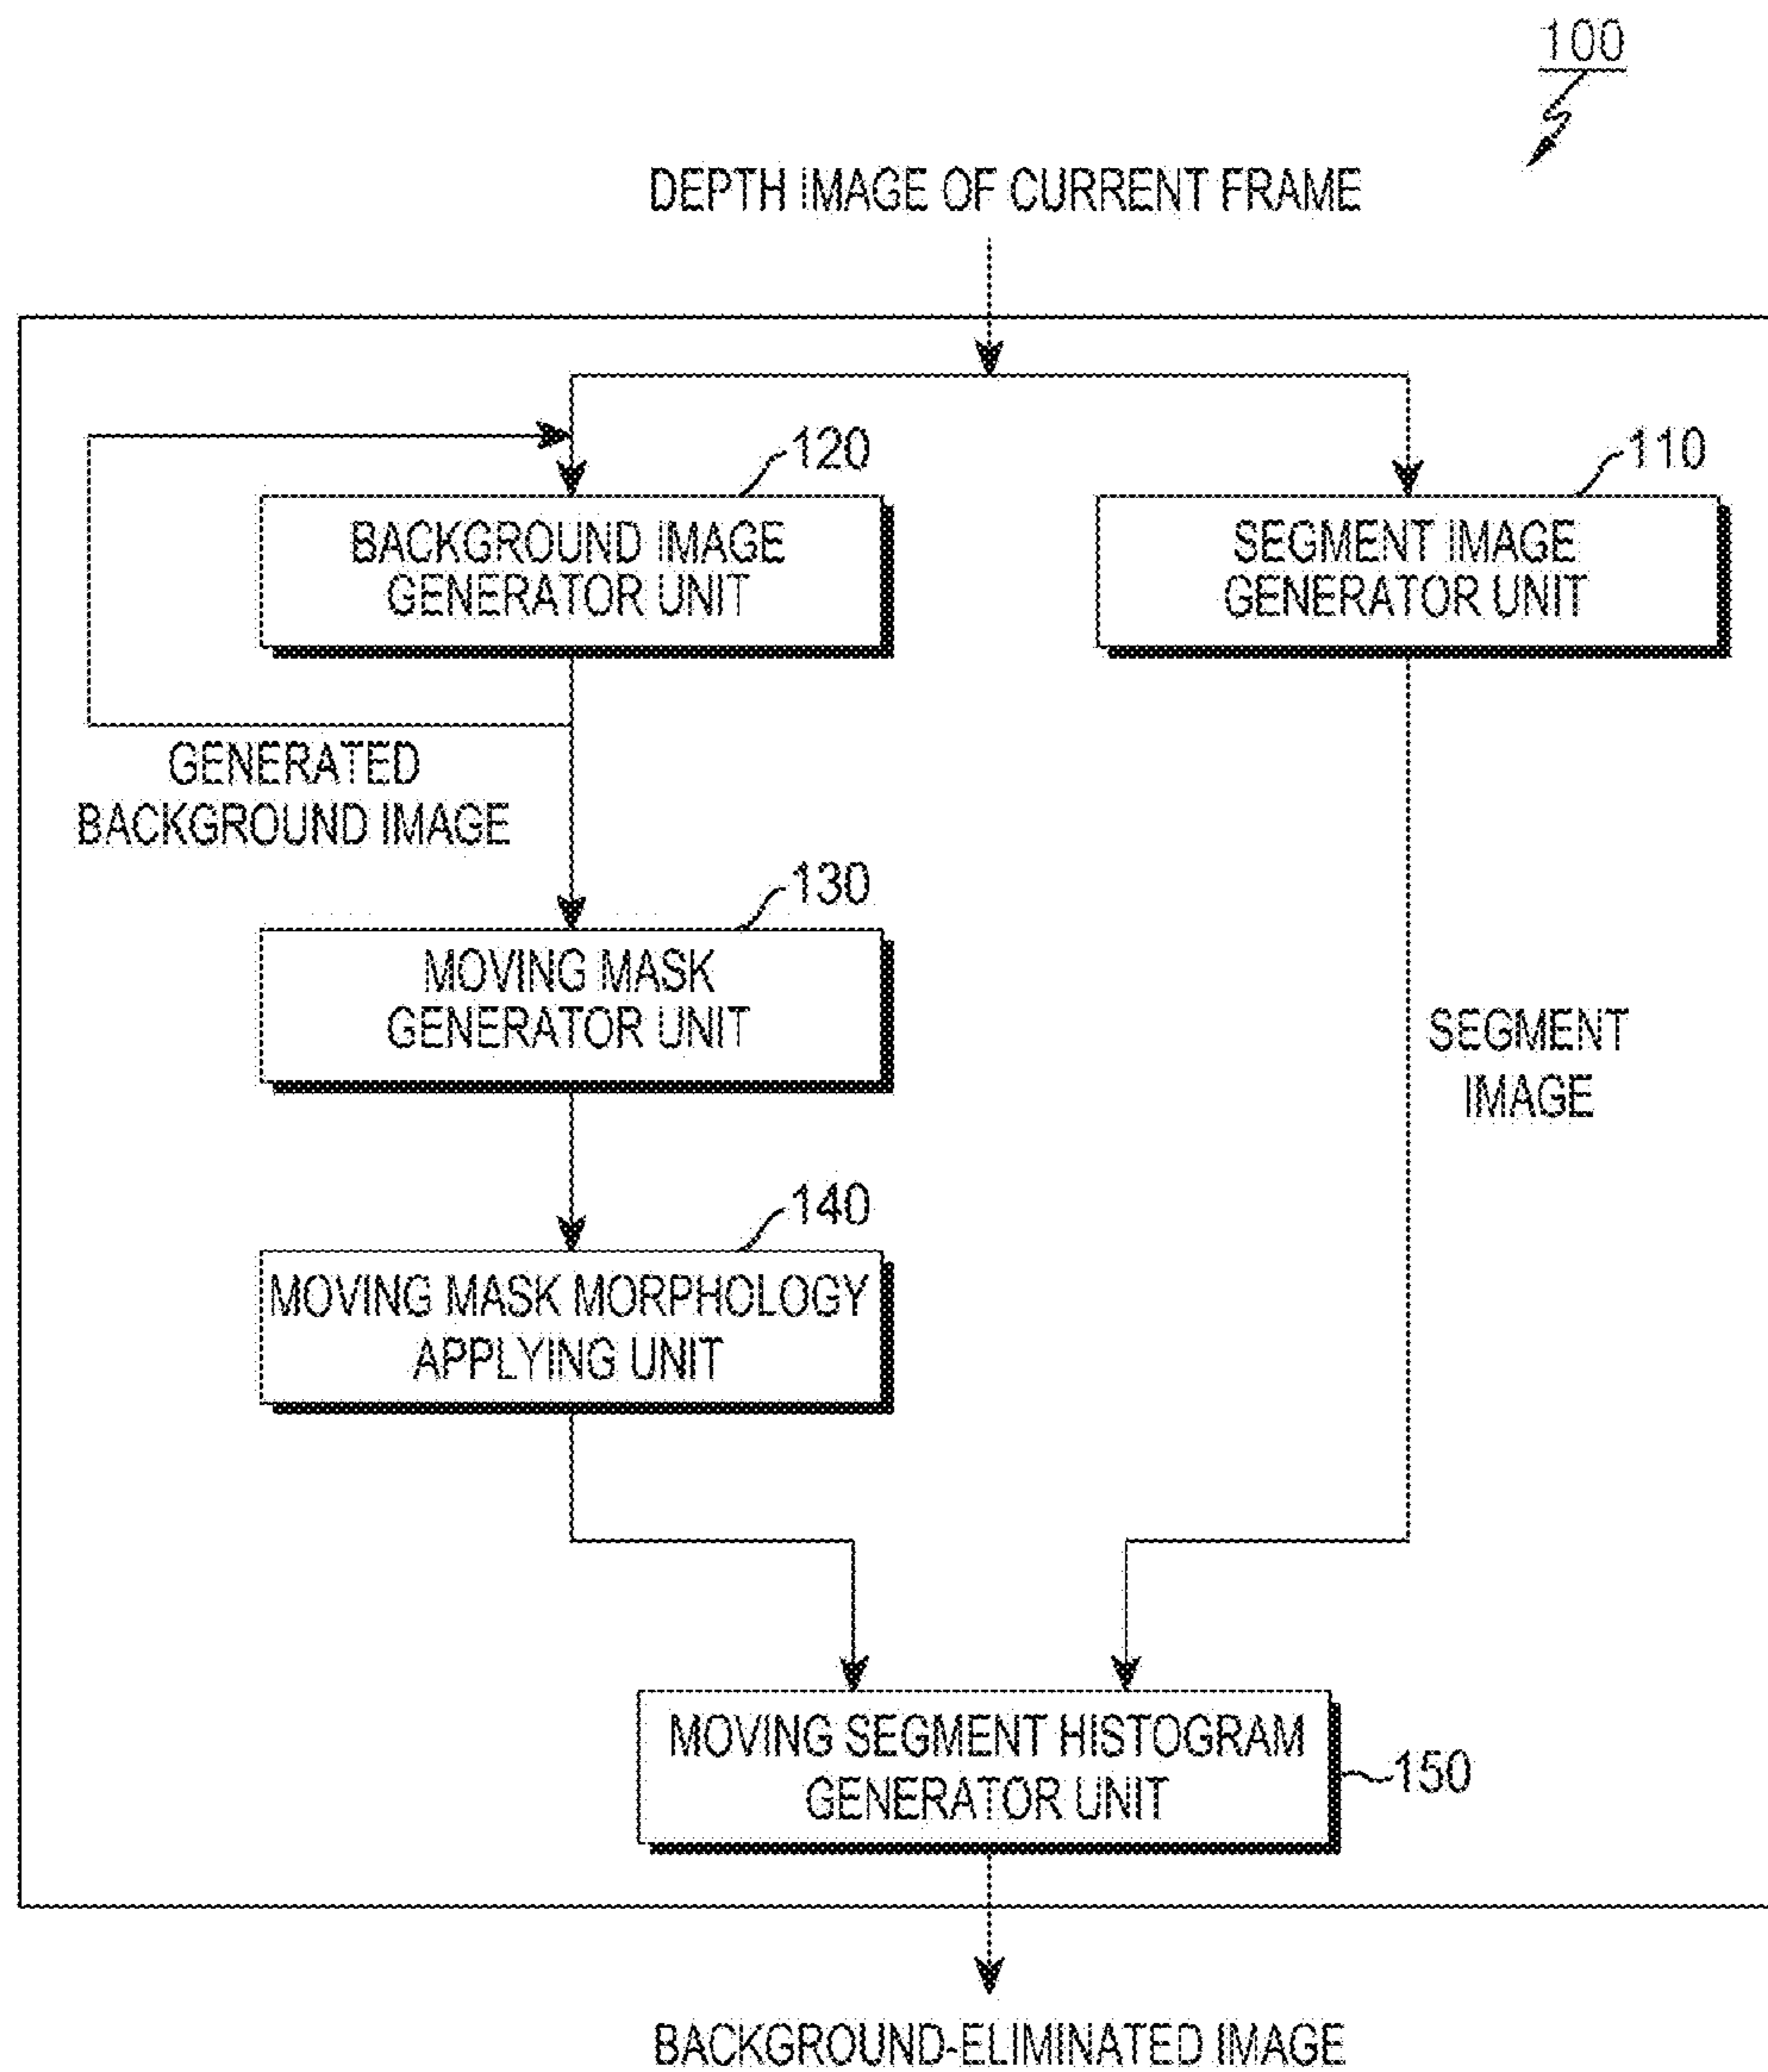 100
DEPTH IMAGE OF CURRENT FRAME
120
110
BACKGROUND IMAGE
GENERATOR UNIT
SEGMENT IMAGE
GENERATOR UNIT
GENERATED
BACKGROUND IMAGE
130
MOVING MASK
GENERATOR UNIT
SEGMENT
IMAGE
140
MOVING MASK MORPHOLOGY
APPLYING UNIT
MOVING SEGMENT HISTOGRAM
GENERATOR UNIT
150
BACKGROUND-ELIMINATED IMAGE